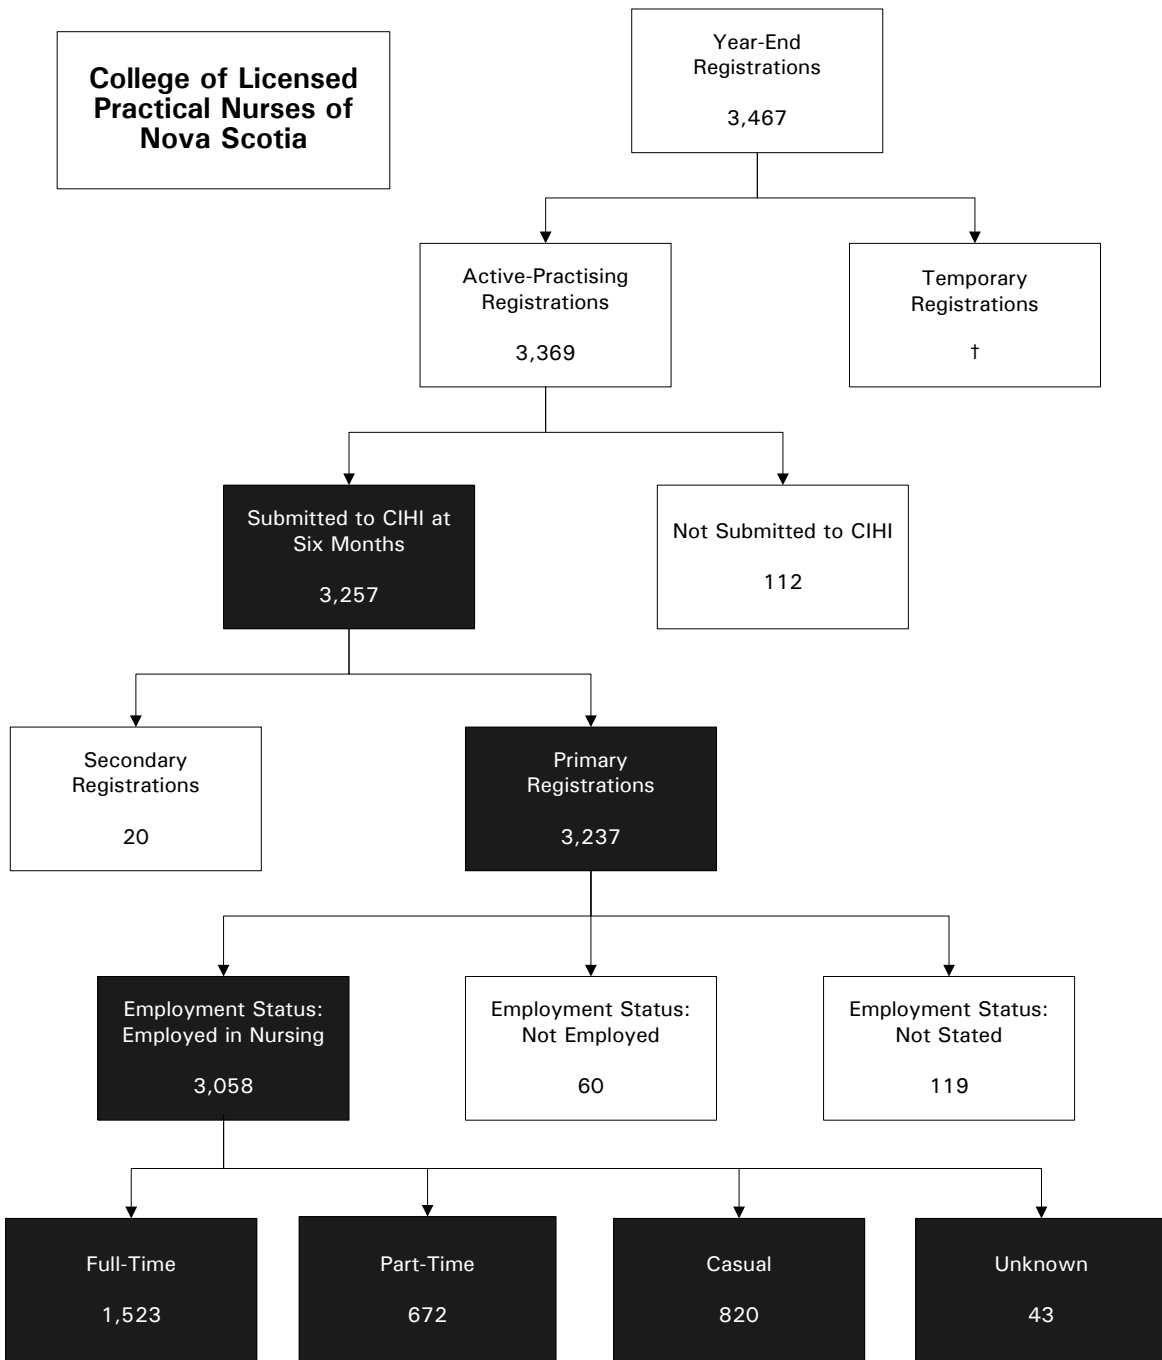 College of Licensed
Practical Nurses of
Nova Scotia
Year-End
Registrations
3,467
Active-Practising
Registrations
3,369
Temporary
Registrations
†
Submitted to CIHI at
Six Months
3,257
Not Submitted to CIHI
112
Secondary
Registrations
20
Primary
Registrations
3,237
Employment Status:
Employed in Nursing
3,058
Employment Status:
Not Employed
60
Employment Status:
Not Stated
119
Full-Time
1,523
Part-Time
672
Casual
820
Unknown
43